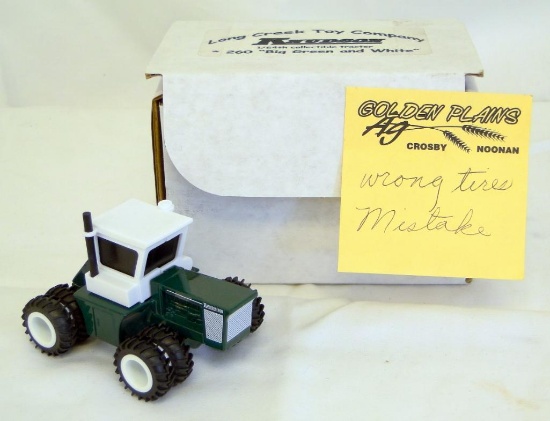 Long Creek Toy Company
1/64th Collectible Tractor
* 260 "Big Green and White"
GOLDEN PLAINS
Ag
CROSBY NOONAN
wrong tires
Mistake